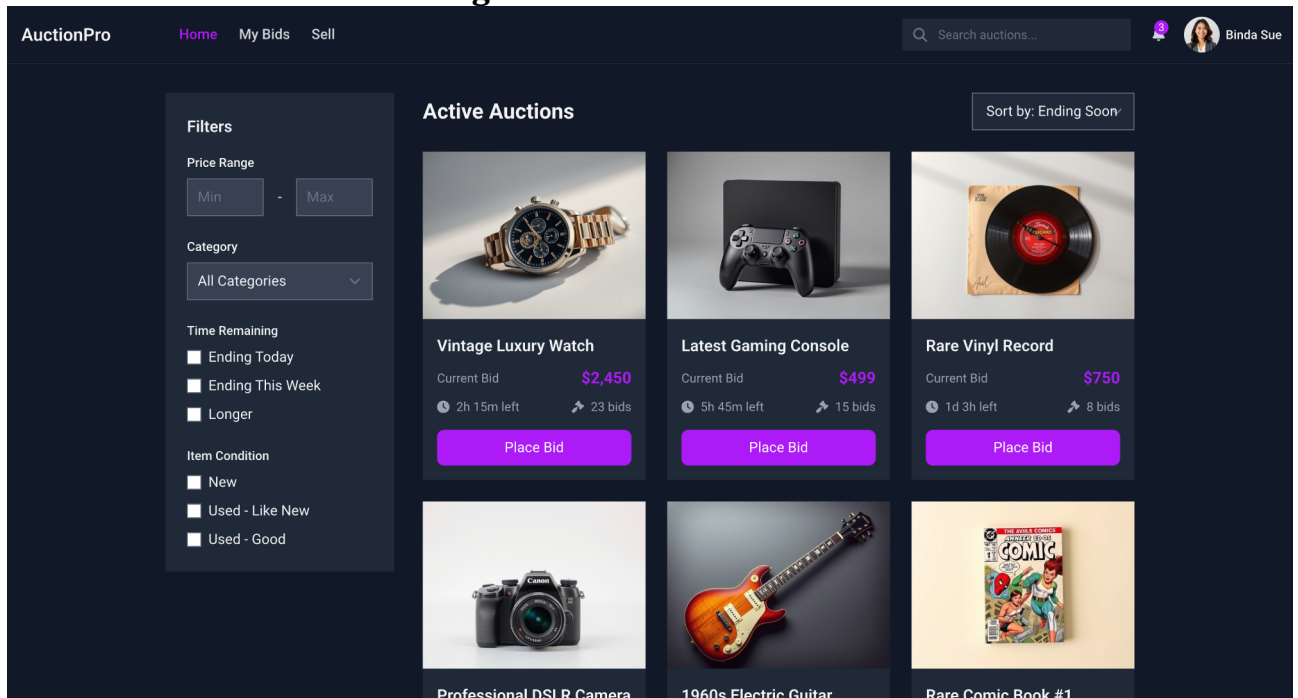 AuctionPro
Home My Bids Sell
Search auctions...
3
Binda Sue
Filters
Price Range
Min - Max
Category
All Categories
Time Remaining
Ending Today
Ending This Week
Longer
Item Condition
New
Used - Like New
Used - Good
Active Auctions
Sort by: Ending Soon
Vintage Luxury Watch
Current Bid $2,450
2h 15m left 23 bids
Place Bid
Latest Gaming Console
Current Bid $499
5h 45m left 15 bids
Place Bid
Rare Vinyl Record
Current Bid $750
1d 3h left 8 bids
Place Bid
Canon
Professional DSLR Camera
1960s Electric Guitar
THE AVIILS COMICS
COMIC
Rare Comic Book #1